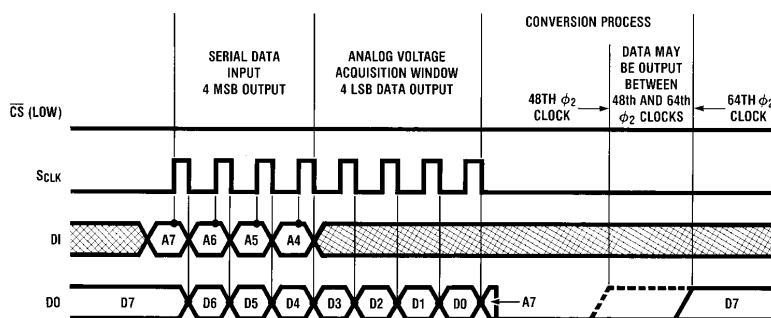 CONVERSION PROCESS
SERIAL DATA
INPUT
4 MSB OUTPUT
ANALOG VOLTAGE
ACQUISITION WINDOW
4 LSB DATA OUTPUT
DATA MAY
BE OUTPUT
BETWEEN
48th AND 64th
ϕ2 CLOCKS
48TH ϕ2
CLOCK
64TH ϕ2
CLOCK
CS (LOW)
SCLK
DI
A7 A6 A5 A4
DO
D7 D6 D5 D4 D3 D2 D1 D0 A7 D7